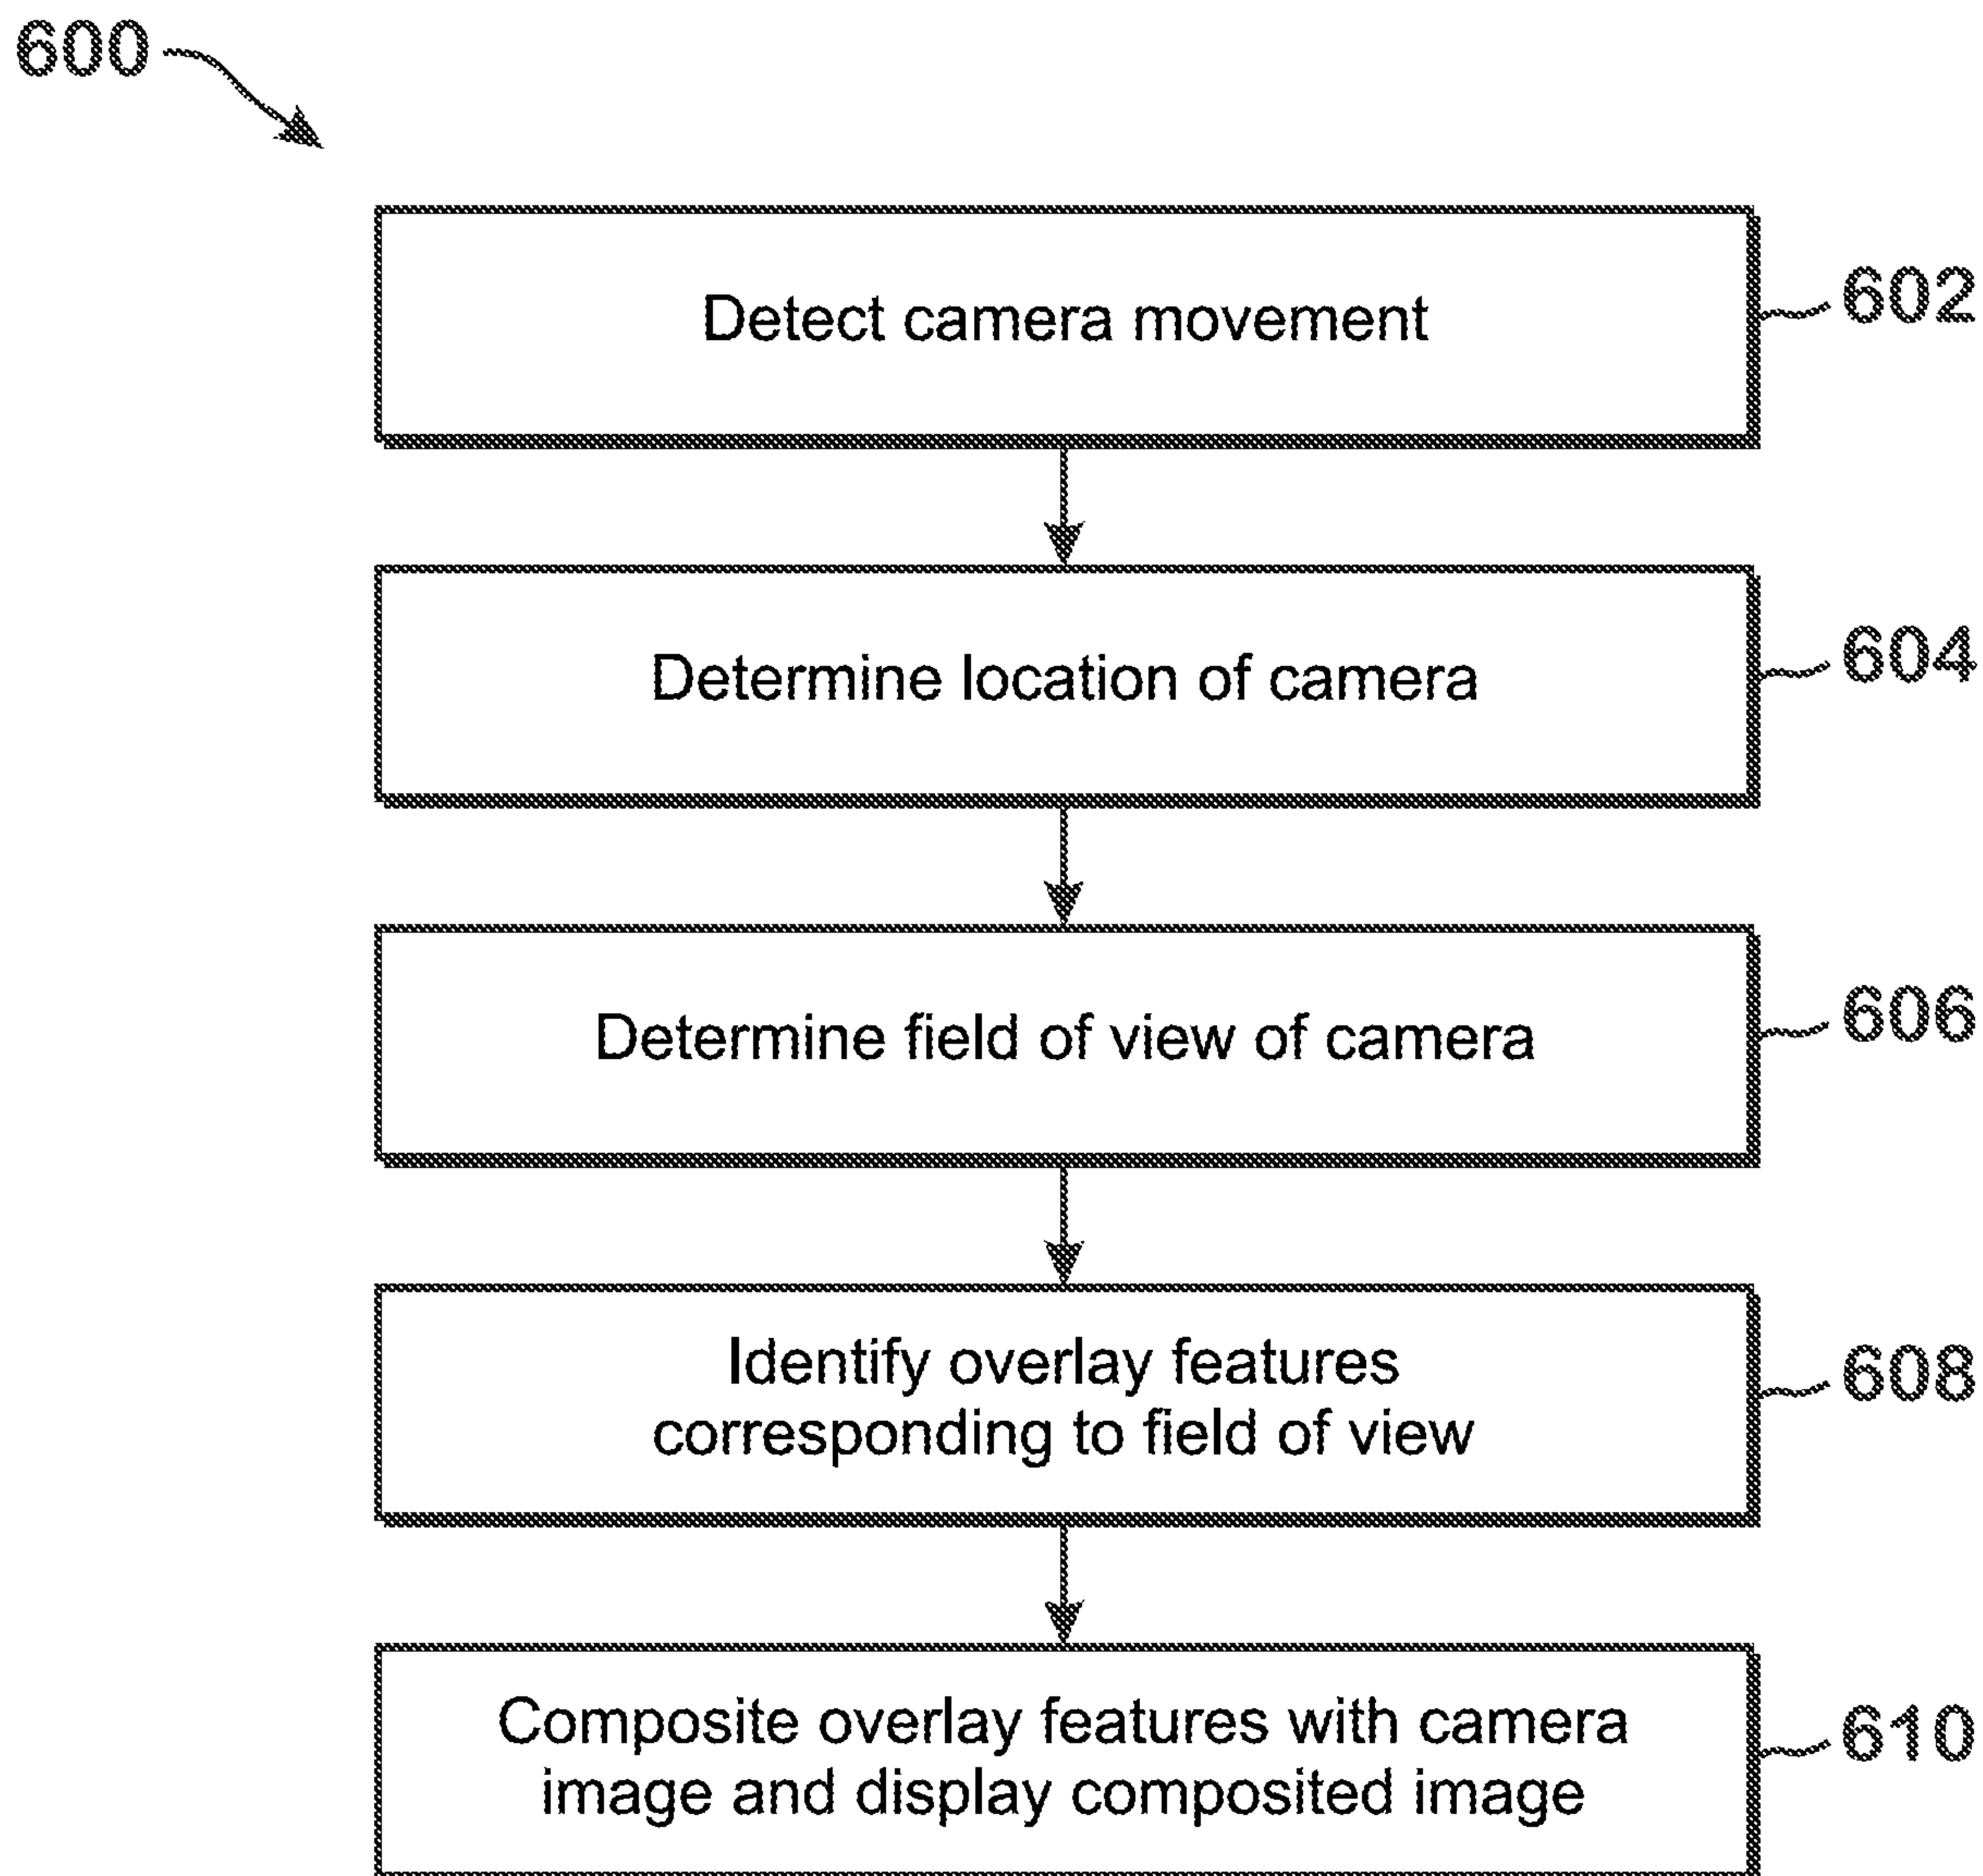 600
Detect camera movement
602
Determine location of camera
604
Determine field of view of camera
606
Identify overlay features
corresponding to field of view
608
Composite overlay features with camera
image and display composited image
610